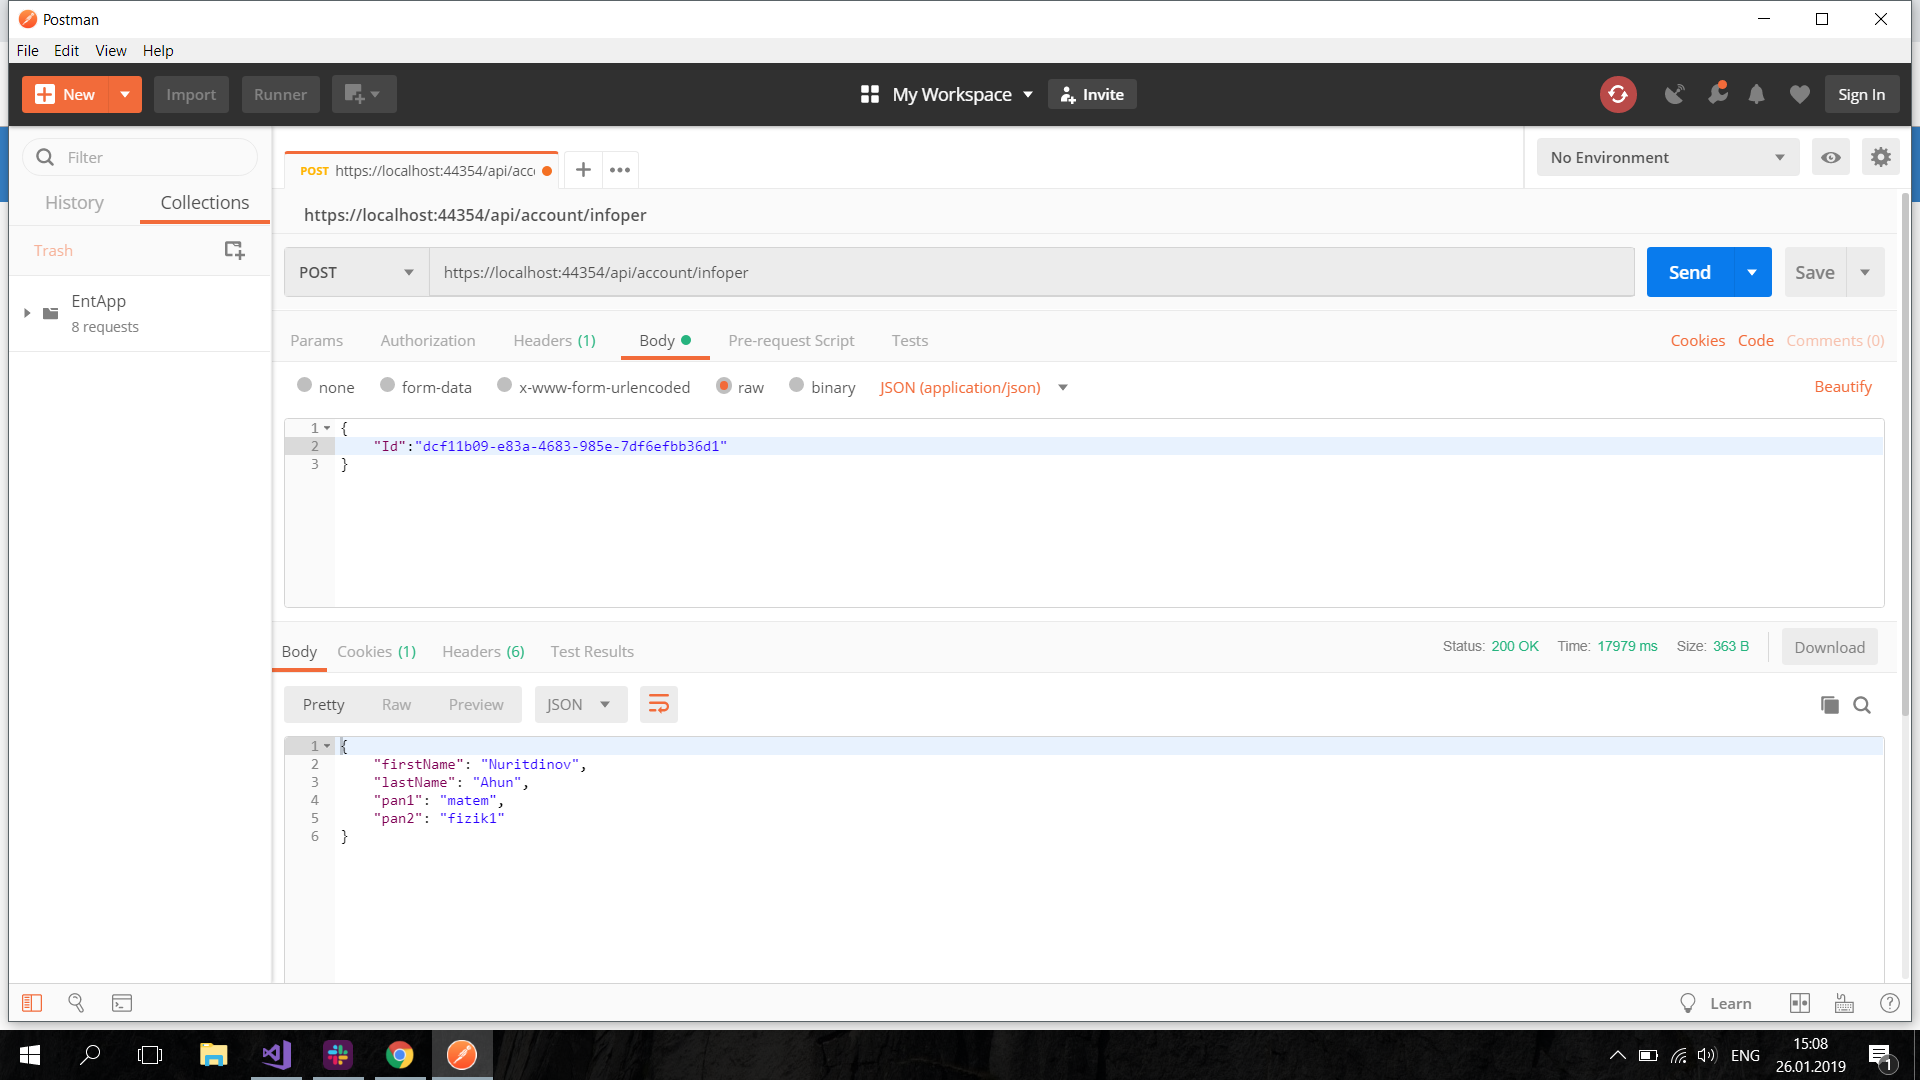 Postman
File Edit View Help
New Import Runner My Workspace Invite Sign In
Filter
History Collections
Trash
EntApp
8 requests
POST https://localhost:44354/api/acc No Environment
https://localhost:44354/api/account/infoper
POST https://localhost:44354/api/account/infoper Send Save
Params Authorization Headers (1) Body Pre-request Script Tests Cookies Code Comments (0)
none form-data x-www-form-urlencoded raw binary JSON (application/json) Beautify
1 {
2 "Id":"dcf11b09-e83a-4683-985e-7df6efbb36d1"
3 }
Body Cookies (1) Headers (6) Test Results Status: 200 OK Time: 17979 ms Size: 363 B Download
Pretty Raw Preview JSON
1 {
2 "firstName": "Nuritdinov",
3 "lastName": "Ahun",
4 "pan1": "matem",
5 "pan2": "fizik1"
6 }
Learn
ENG 15:08
26.01.2019
1